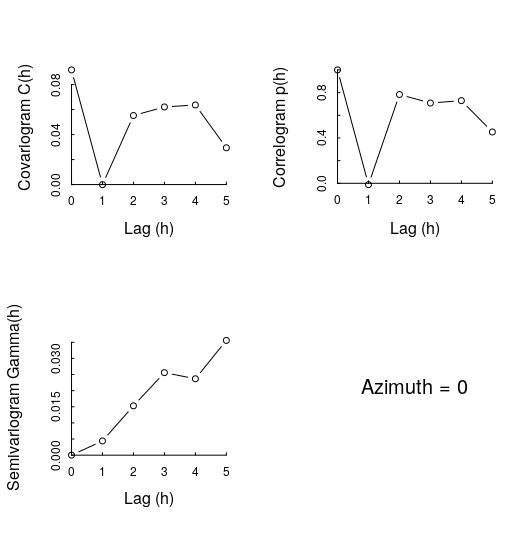 Covariogram C(h)
0.08
0.04
0.00
0 1 2 3 4 5
Lag (h)
Correlogram p(h)
0.8
0.4
0.0
0 1 2 3 4 5
Lag (h)
Semivariogram Gamma(h)
0.030
0.015
0.000
0 1 2 3 4 5
Lag (h)
Azimuth = 0